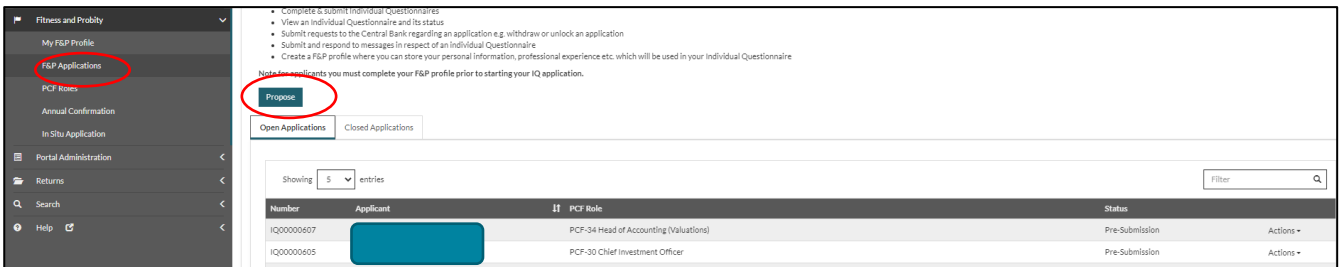 Fitness and Probity
My F&P Profile
F&P Applications
PCF Roles
Annual Confirmation
In Situ Application
Portal Administration
Returns
Search
Help
• Complete & submit Individual Questionnaires
• View an Individual Questionnaire and its status
• Submit requests to the Central Bank regarding an application e.g. withdraw or unlock an application
• Submit and respond to messages in respect of an individual Questionnaire
• Create a F&P profile where you can store your personal information, professional experience etc. which will be used in your Individual Questionnaire
Note for applicants you must complete your F&P profile prior to starting your IQ application.
Propose
Open Applications Closed Applications
Showing 5 entries Filter
Number Applicant PCF Role Status
IQ00000607 PCF-34 Head of Accounting (Valuations) Pre-Submission Actions
IQ00000605 PCF-30 Chief Investment Officer Pre-Submission Actions